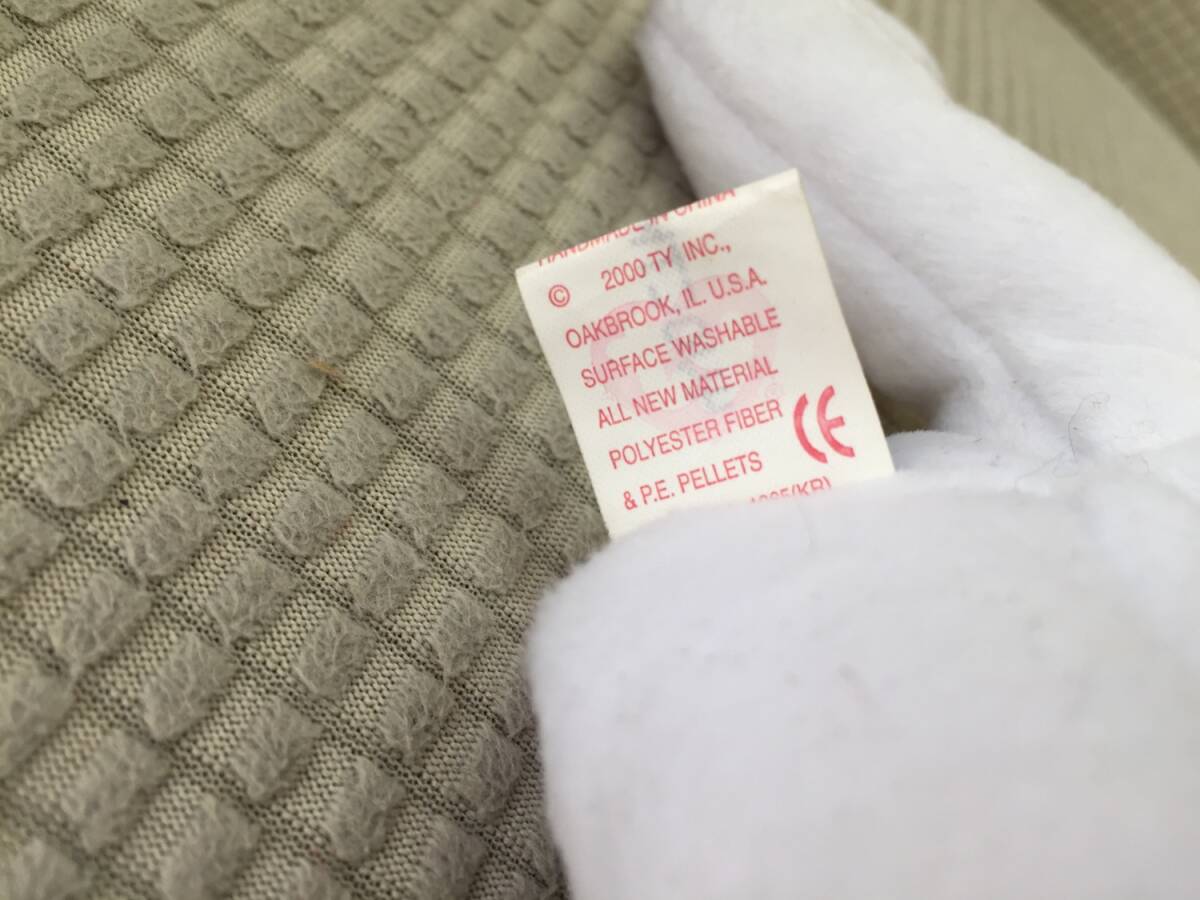 HANDMADE IN CHINA
© 2000 TY INC.,
OAKBROOK, IL. U.S.A.
SURFACE WASHABLE
ALL NEW MATERIAL
POLYESTER FIBER
& P.E. PELLETS
CE